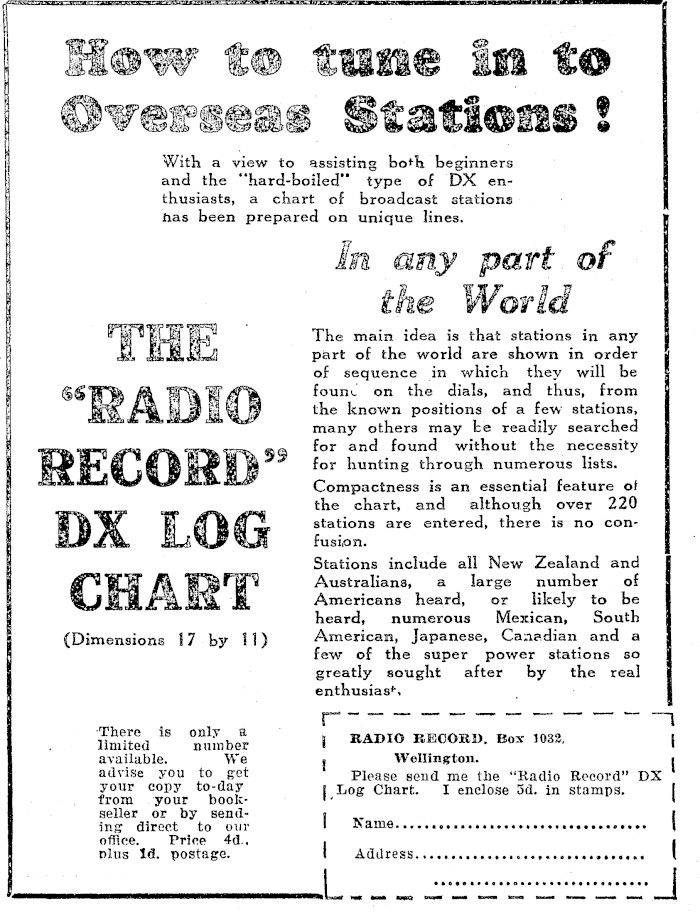 How to tune in to
Overseas Stations!
With a view to assisting both beginners
and the "hard-boiled" type of DX en-
thusiasts, a chart of broadcast stations
has been prepared on unique lines.
In any part of
the World
THE
"RADIO
RECORD"
DX LOG
CHART
(Dimensions 17 by 11)
The main idea is that stations in any
part of the world are shown in order
of sequence in which they will be
found on the dials, and thus, from
the known positions of a few stations,
many others may be readily searched
for and found without the necessity
for hunting through numerous lists.
Compactness is an essential feature of
the chart, and although over 220
stations are entered, there is no con-
fusion.
Stations include all New Zealand and
Australians, a large number of
Americans heard, or likely to be
heard, numerous Mexican, South
American, Japanese, Canadian and a
few of the super power stations so
greatly sought after by the real
enthusiast.
There is only a
limited number
available. We
advise you to get
your copy to-day
from your book-
seller or by send-
ing direct to our
office. Price 4d.,
plus 1d. postage.
RADIO RECORD, Box 1032,
Wellington.
Please send me the "Radio Record" DX
Log Chart. I enclose 5d. in stamps.
Name..................................
Address...............................
..............................